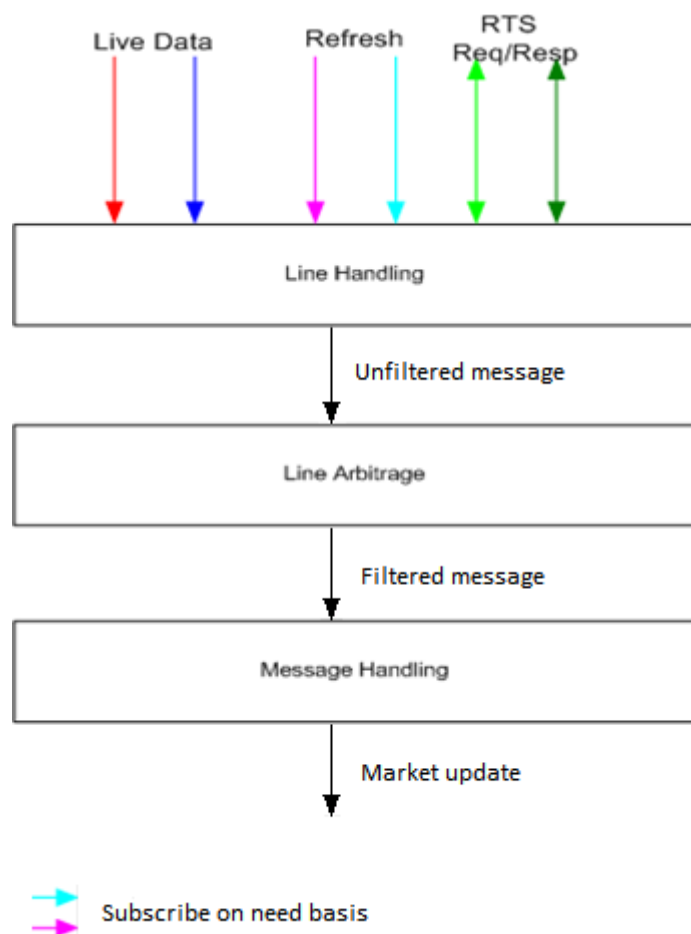 Live Data
Refresh
RTS
Req/Resp
Line Handling
Unfiltered message
Line Arbitrage
Filtered message
Message Handling
Market update
Subscribe on need basis